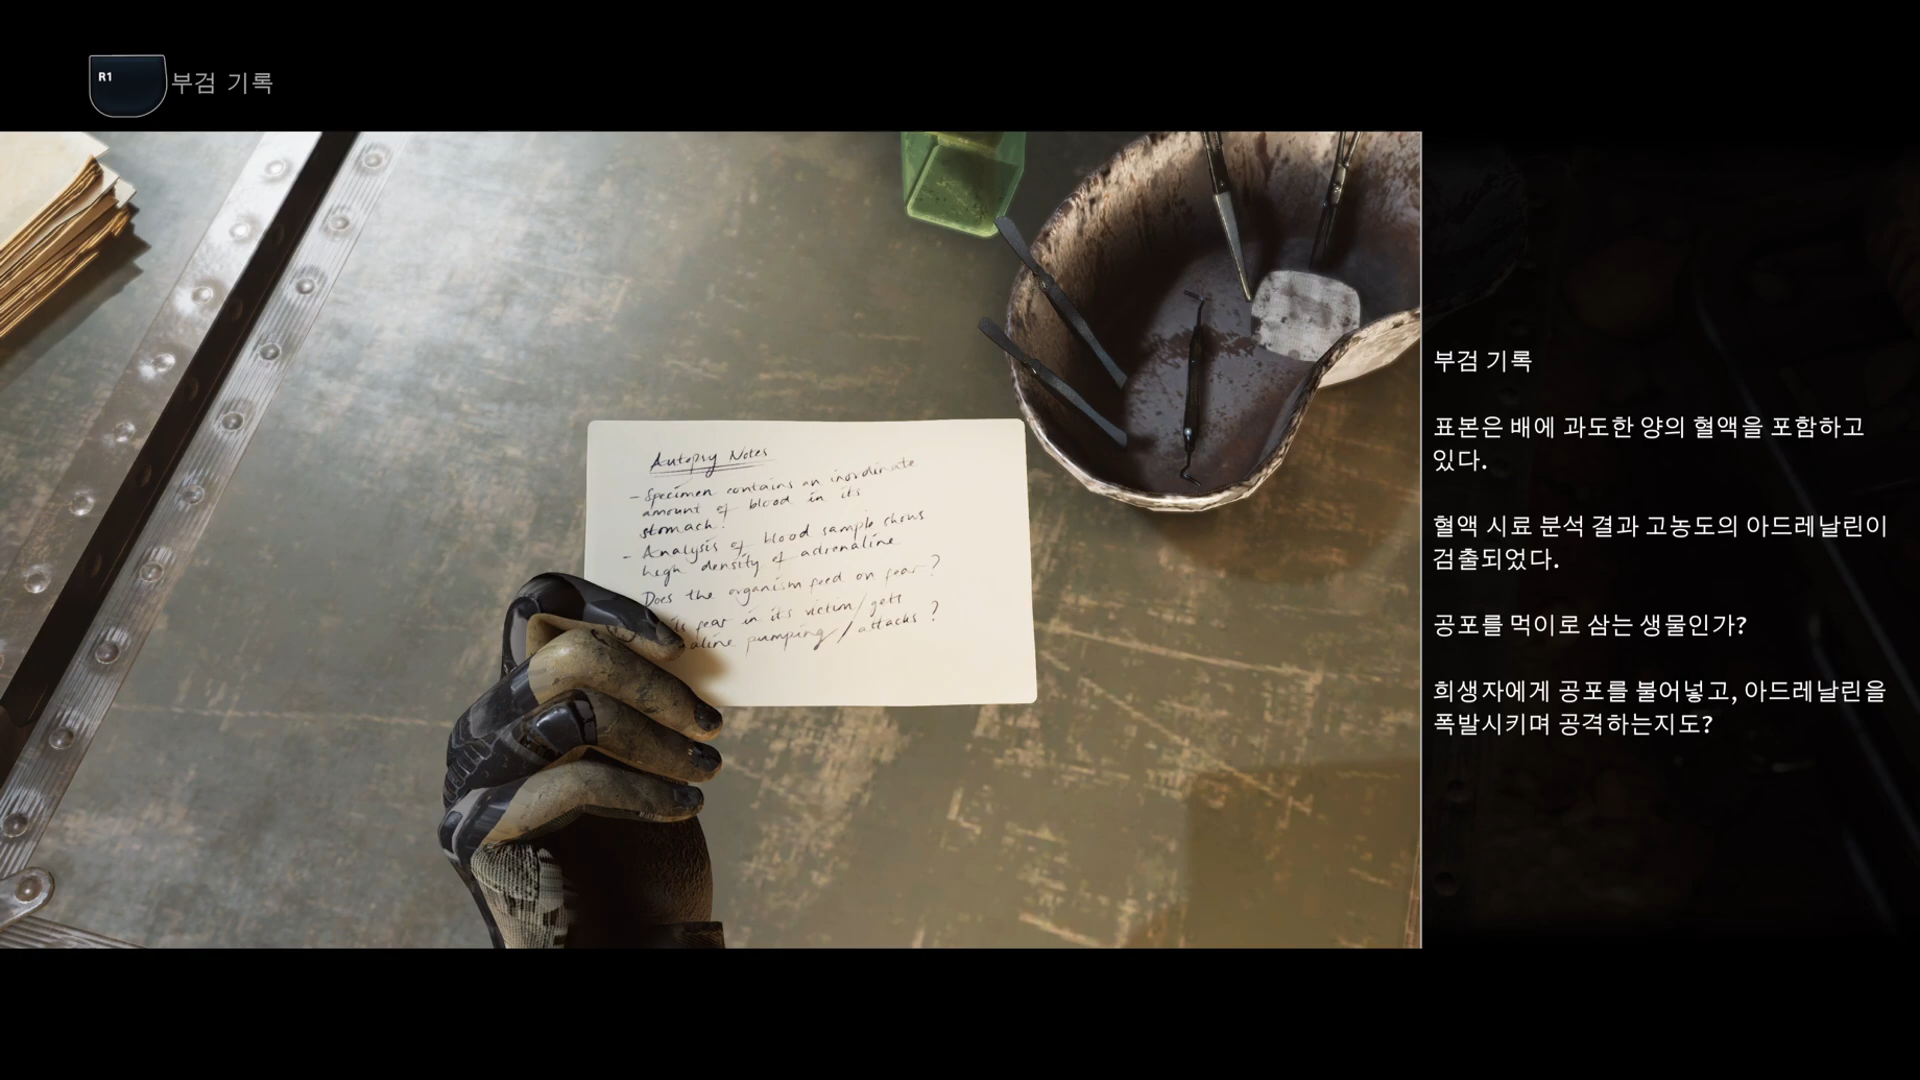 R1
부검 기록
Autopsy Notes
- Specimen contains an inordinate
amount of blood in its
stomach.
- Analysis of blood sample shows
high density of adrenaline
Does the organism feed on fear?
fear in its victim/gets
pumping / attacks?
부검 기록
표본은 배에 과도한 양의 혈액을 포함하고
있다.
혈액 시료 분석 결과 고농도의 아드레날린이
검출되었다.
공포를 먹이로 삼는 생물인가?
희생자에게 공포를 불어넣고, 아드레날린을
폭발시키며 공격하는지도?